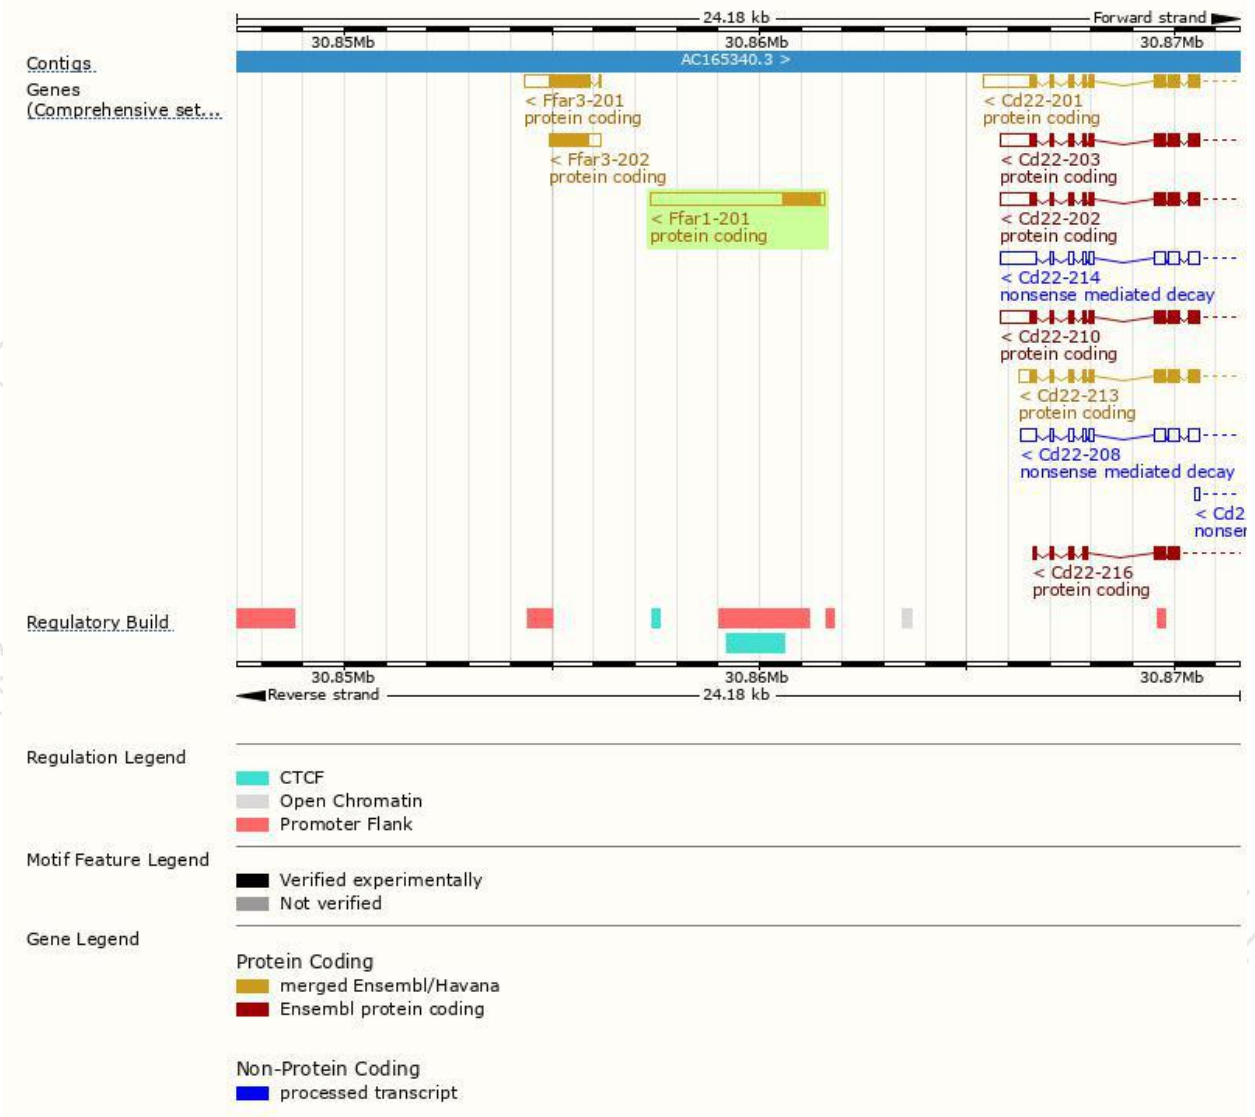 24.18 kb Forward strand
30.85Mb 30.86Mb 30.87Mb
Contigs AC165340.3 >
Genes
(Comprehensive set...
< Ffar3-201 < Cd22-201
protein coding protein coding
< Ffar3-202 < Cd22-203
protein coding protein coding
< Ffar1-201 < Cd22-202
protein coding protein coding
< Cd22-214
nonsense mediated decay
< Cd22-210
protein coding
< Cd22-213
protein coding
< Cd22-208
nonsense mediated decay
< Cd2
nonser
< Cd22-216
protein coding
Regulatory Build
30.85Mb 30.86Mb 30.87Mb
Reverse strand 24.18 kb
Regulation Legend
CTCF
Open Chromatin
Promoter Flank
Motif Feature Legend
Verified experimentally
Not verified
Gene Legend
Protein Coding
merged Ensembl/Havana
Ensembl protein coding
Non-Protein Coding
processed transcript